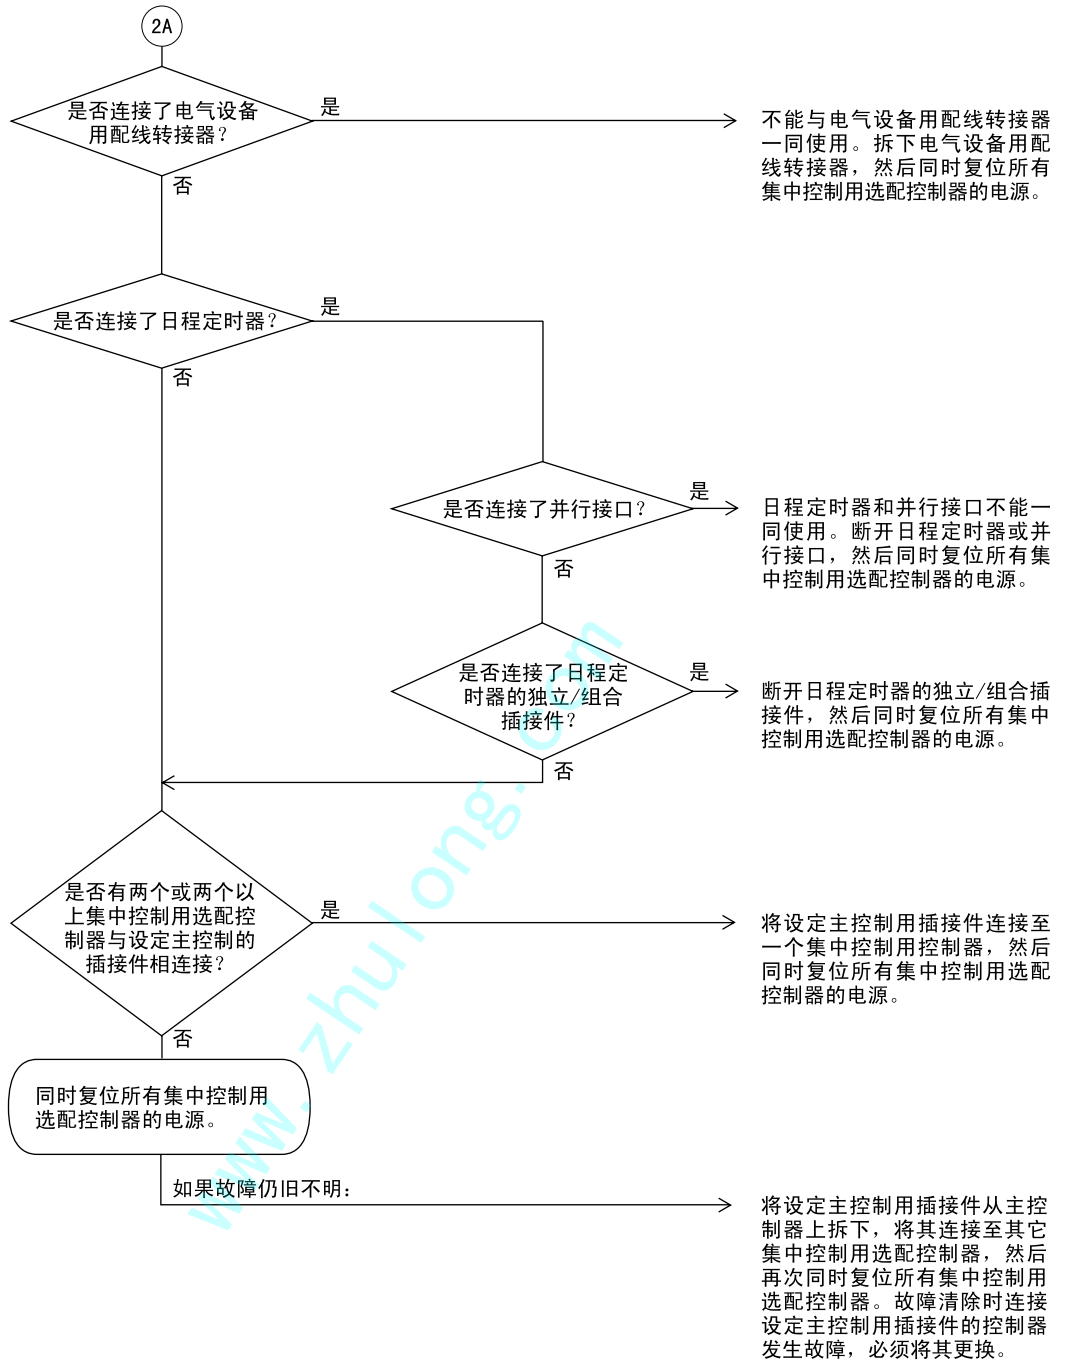 2A
是否连接了电气设备
用配线转接器？
是
不能与电气设备用配线转接器
一同使用。拆下电气设备用配
线转接器，然后同时复位所有
集中控制用选配控制器的电源。
否
是否连接了日程定时器？
是
否
是否连接了并行接口？
是
日程定时器和并行接口不能一
同使用。断开日程定时器或并
行接口，然后同时复位所有集
中控制用选配控制器的电源。
否
是否连接了日程定
时器的独立/组合
插接件？
是
断开日程定时器的独立/组合插
接件，然后同时复位所有集中
控制用选配控制器的电源。
否
是否有两个或两个以
上集中控制用选配控
制器与设定主控制的
插接件相连接？
是
将设定主控制用插接件连接至
一个集中控制用控制器，然后
同时复位所有集中控制用选配
控制器的电源。
否
同时复位所有集中控制用
选配控制器的电源。
如果故障仍旧不明：
将设定主控制用插接件从主控
制器上拆下，将其连接至其它
集中控制用选配控制器，然后
再次同时复位所有集中控制用
选配控制器。故障清除时连接
设定主控制用插接件的控制器
发生故障，必须将其更换。
www.zhulong.com